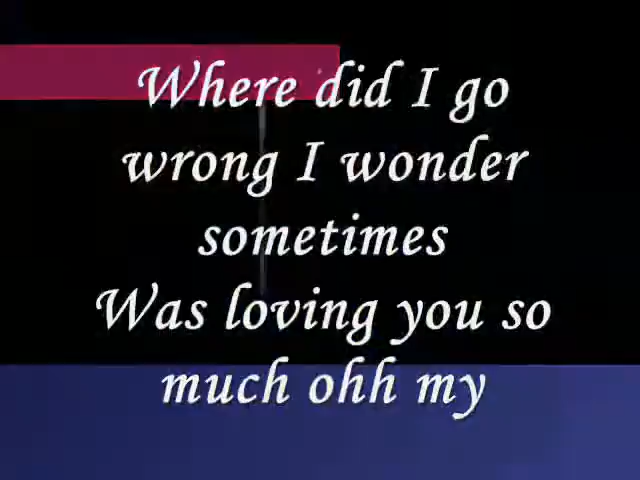 Where did I go
wrong I wonder
sometimes
Was loving you so
much ohh my